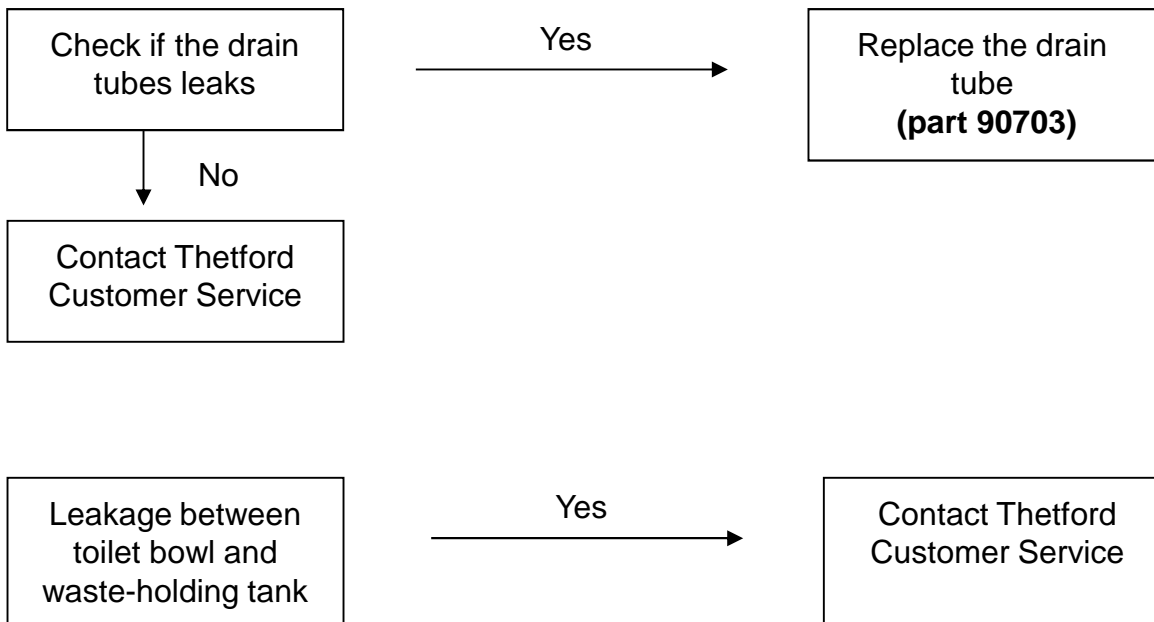 Check if the drain
tubes leaks
Yes
Replace the drain
tube
(part 90703)
No
Contact Thetford
Customer Service
Leakage between
toilet bowl and
waste-holding tank
Yes
Contact Thetford
Customer Service